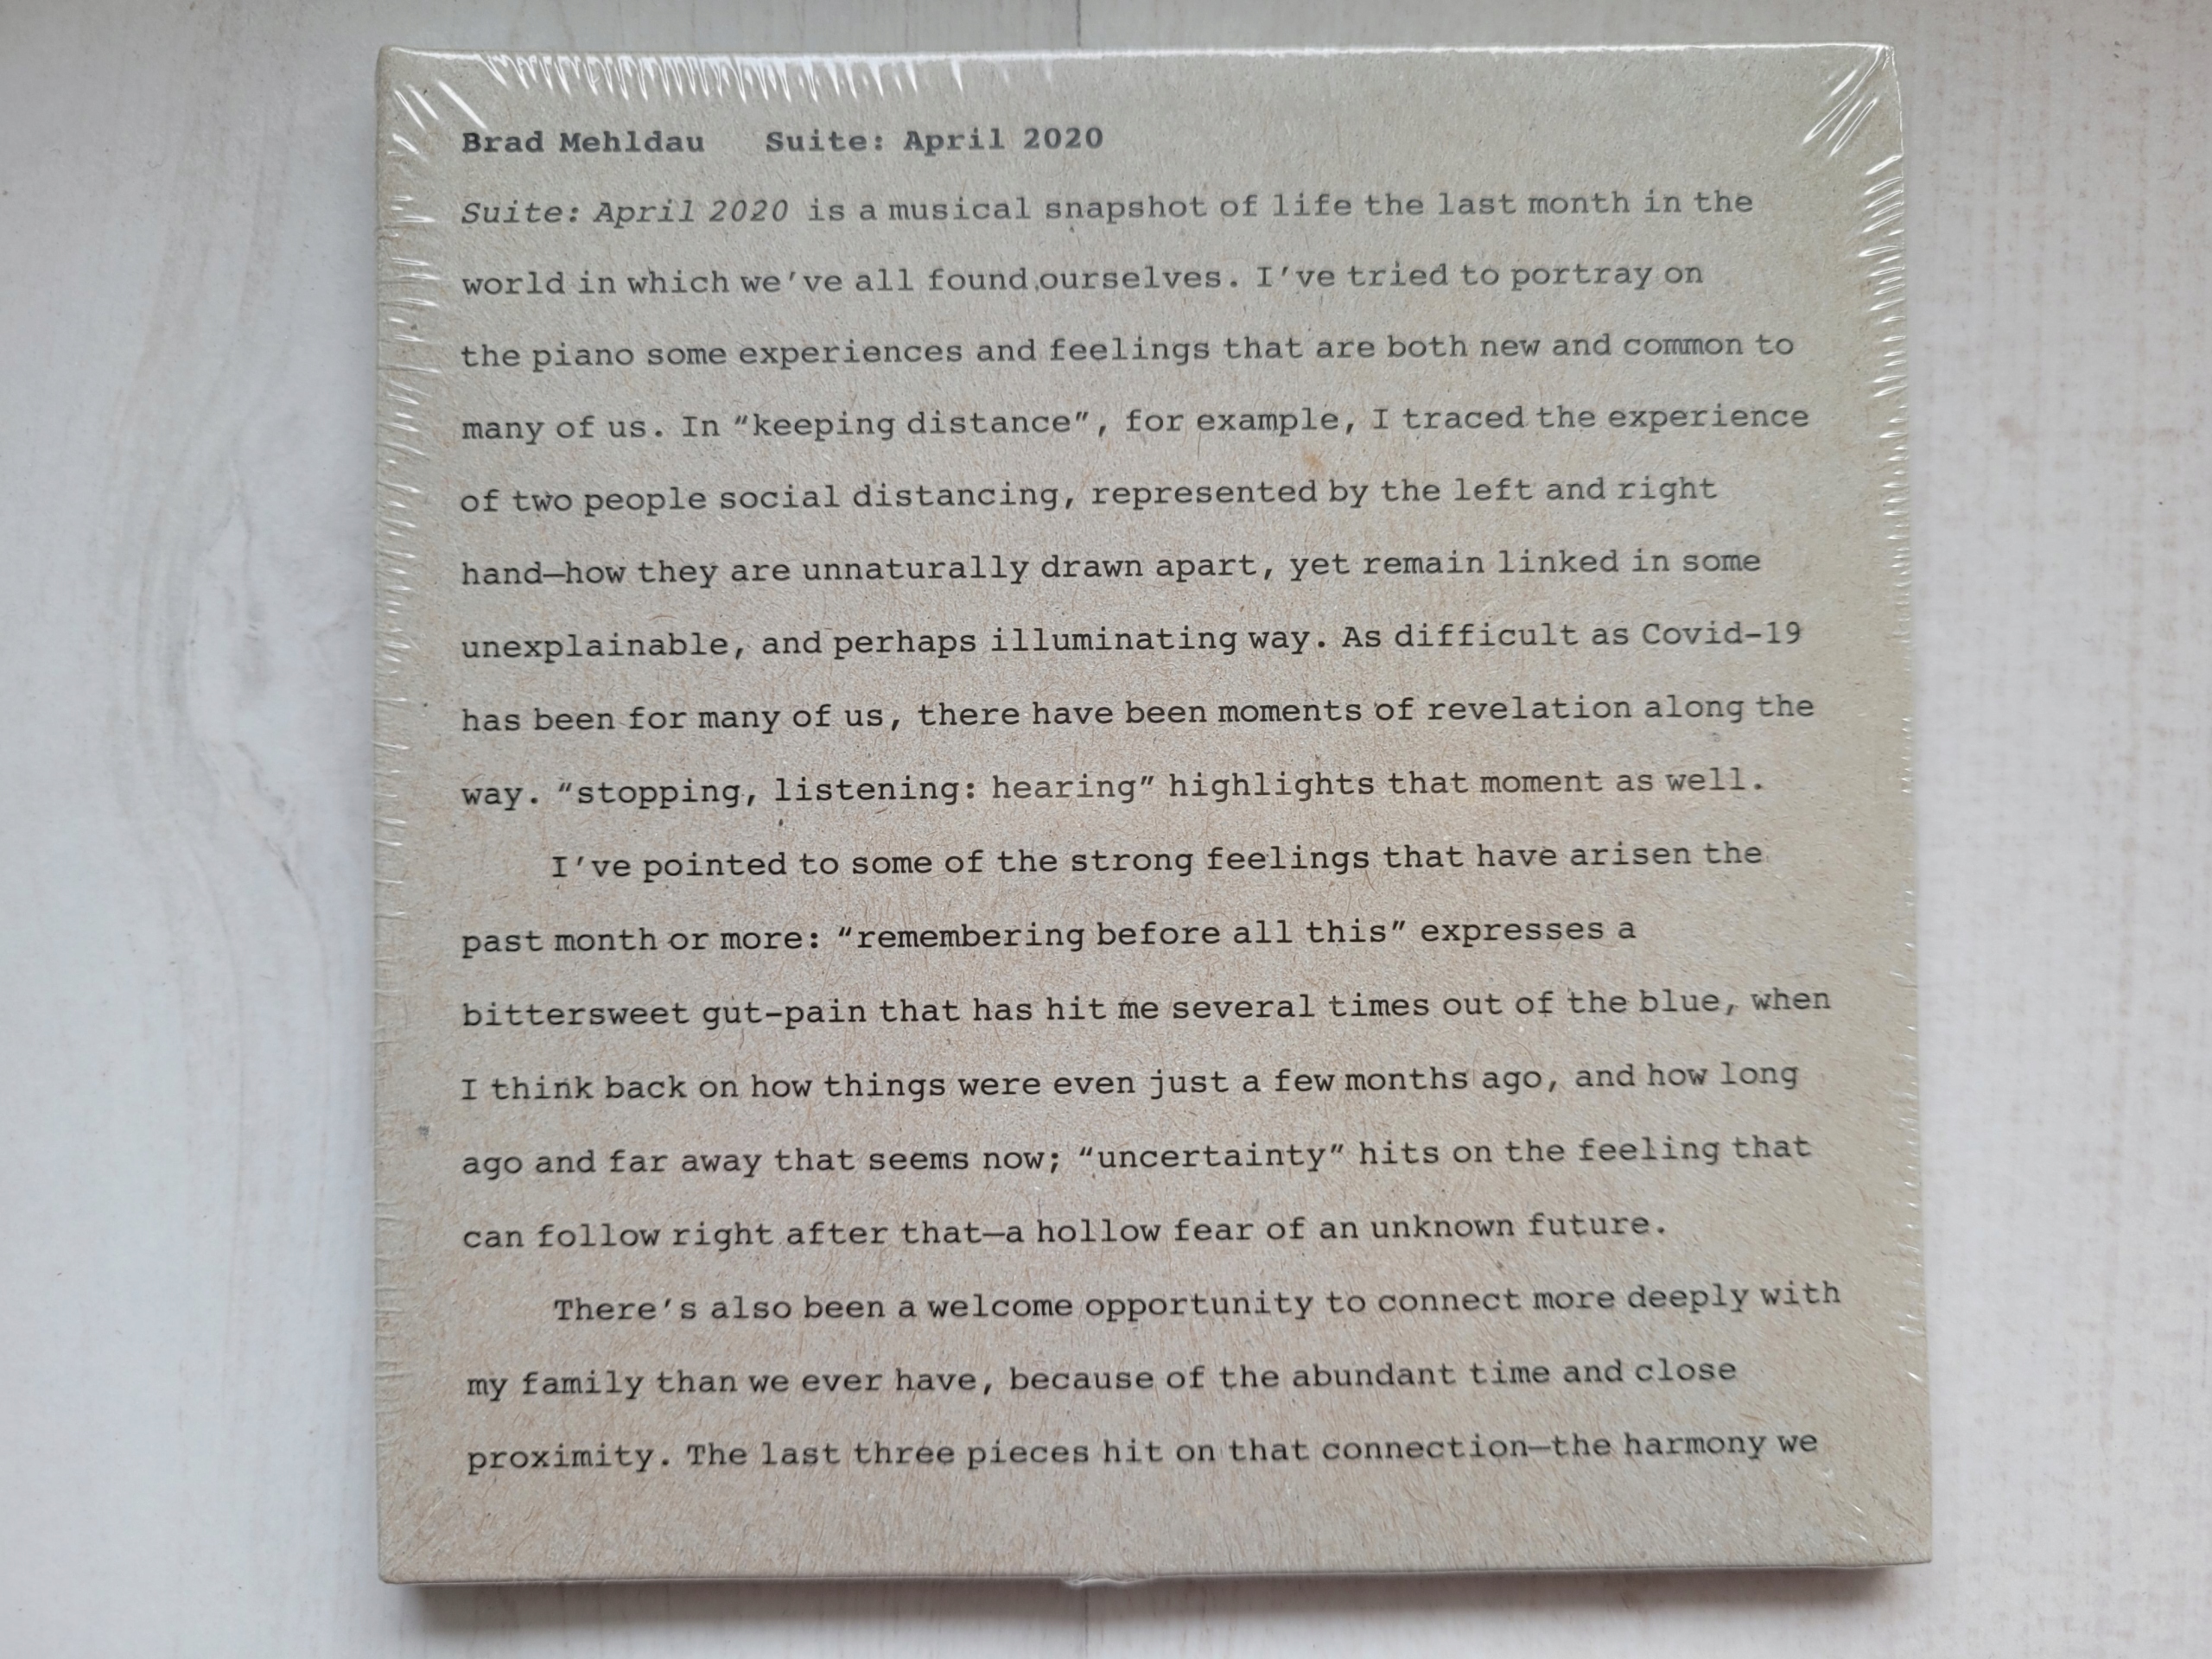 Brad Mehldau Suite: April 2020
Suite: April 2020 is a musical snapshot of life the last month in the
world in which we've all found ourselves. I've tried to portray on
the piano some experiences and feelings that are both new and common to
many of us. In “keeping distance”, for example, I traced the experience
of two people social distancing, represented by the left and right
hand—how they are unnaturally drawn apart, yet remain linked in some
unexplainable, and perhaps illuminating way. As difficult as Covid-19
has been for many of us, there have been moments of revelation along the
way. “stopping, listening: hearing” highlights that moment as well.
I've pointed to some of the strong feelings that have arisen the
past month or more: “remembering before all this” expresses a
bittersweet gut-pain that has hit me several times out of the blue, when
I think back on how things were even just a few months ago, and how long
ago and far away that seems now; “uncertainty” hits on the feeling that
can follow right after that—a hollow fear of an unknown future.
There's also been a welcome opportunity to connect more deeply with
my family than we ever have, because of the abundant time and close
proximity. The last three pieces hit on that connection—the harmony we